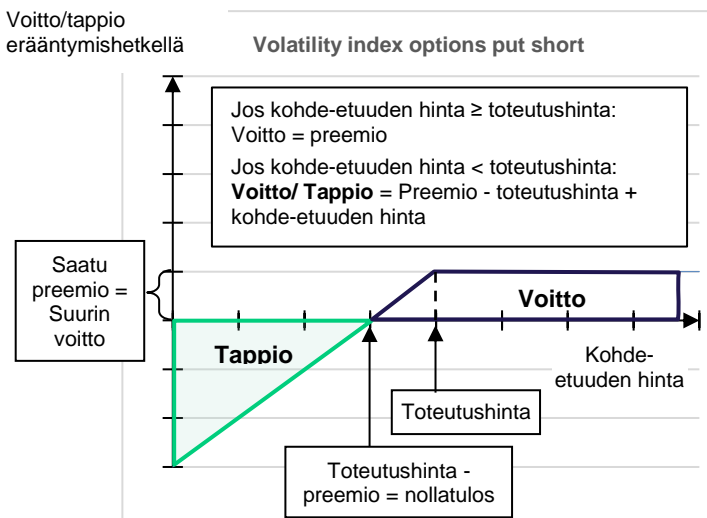 Voitto/tappio
erääntymishetkellä
Volatility index options put short
Jos kohde-etuuden hinta ≥ toteutushinta:
Voitto = preemio
Jos kohde-etuuden hinta < toteutushinta:
Voitto/ Tappio = Preemio - toteutushinta +
kohde-etuuden hinta
Saatu
preemio =
Suurin
voitto
Voitto
Tappio
Kohde-
etuuden hinta
Toteutushinta
Toteutushinta -
preemio = nollatulos